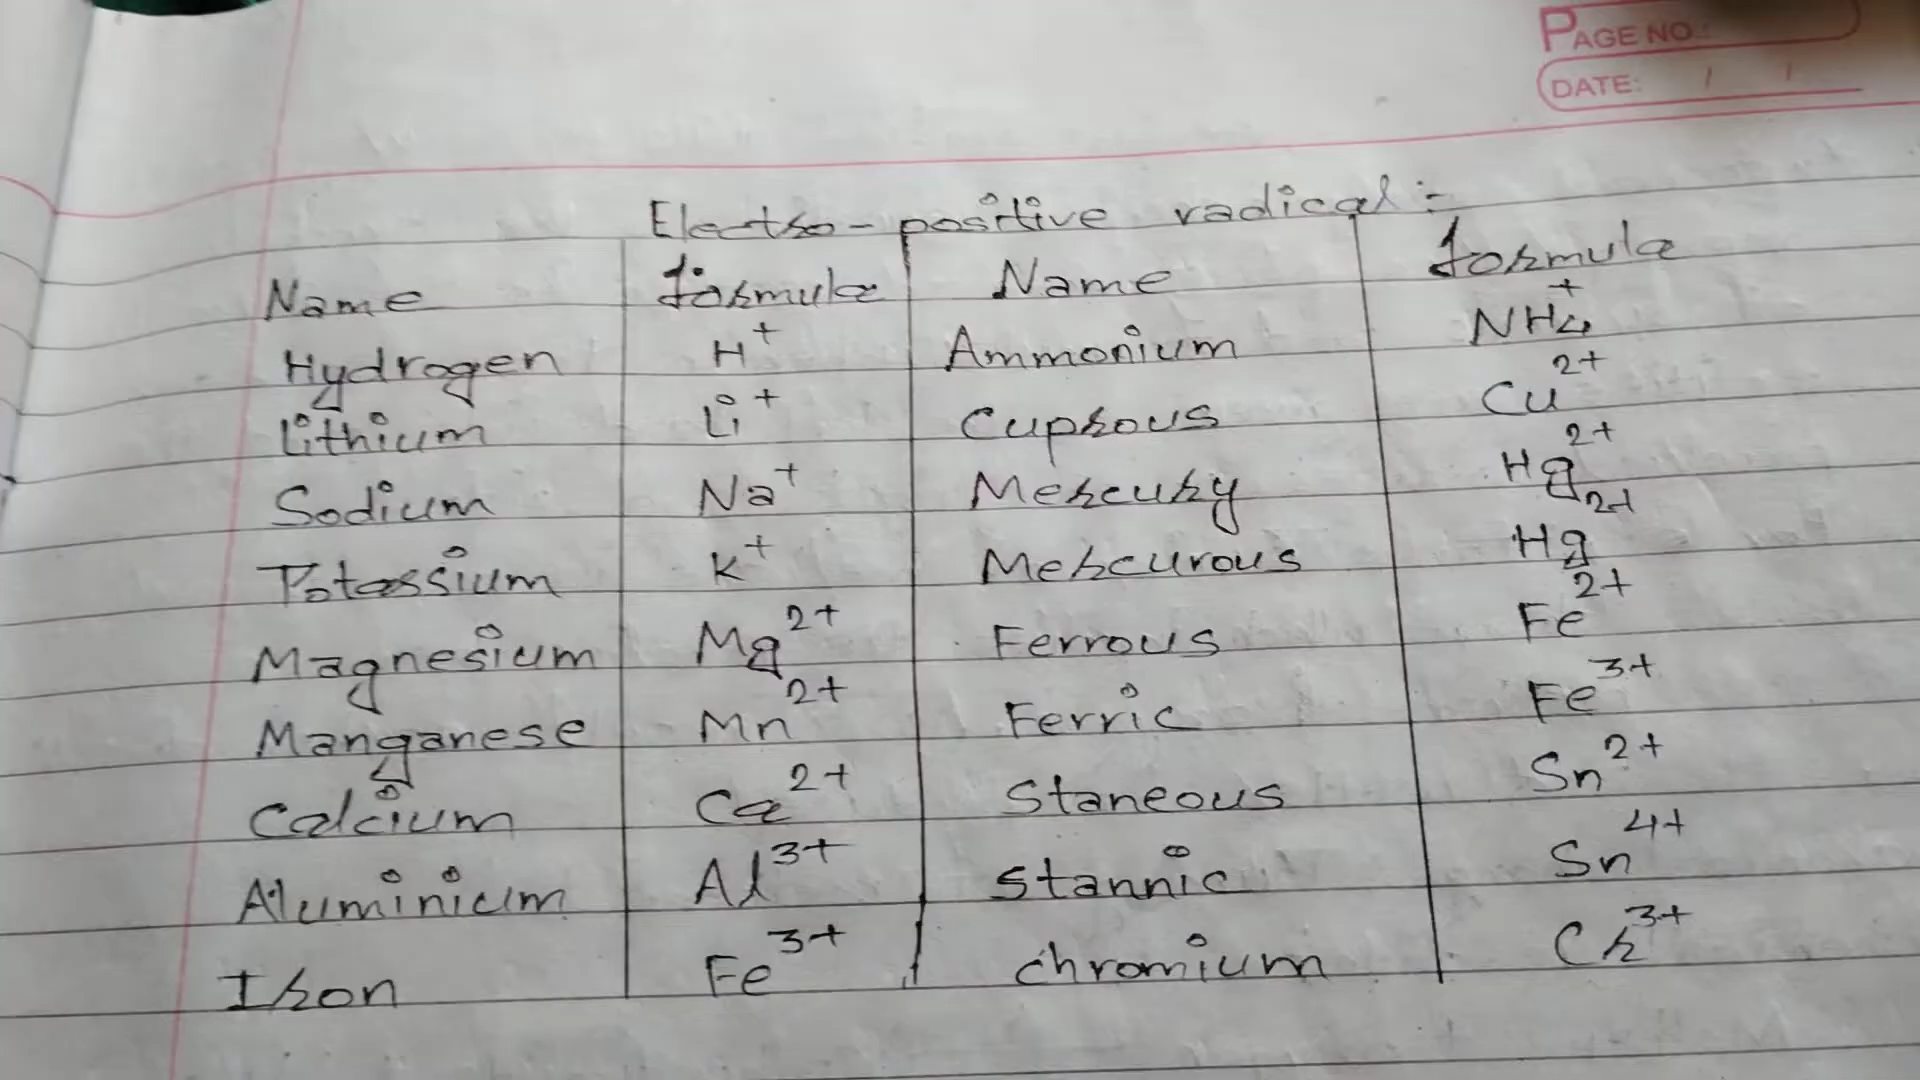 PAGE NO.:
DATE: / /
Electro-positive radical :-
Name formula Name formula
Hydrogen H⁺ Ammonium NH₄⁺
Lithium Li⁺ Cuprous Cu²⁺
Sodium Na⁺ Mercury Hg²⁺
Potassium K⁺ Mercurous Hg²⁺
Magnesium Mg²⁺ Ferrous Fe²⁺
Manganese Mn²⁺ Ferric Fe³⁺
Calcium Ca²⁺ Staneous Sn²⁺
Aluminium Al³⁺ Stannic Sn⁴⁺
Iron Fe³⁺ chromium Cr³⁺